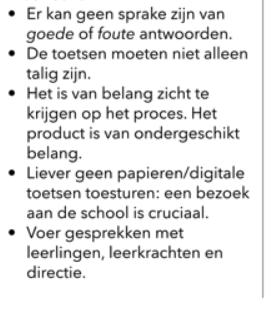 • Er kan geen sprake zijn van
goede of foute antwoorden.
• De toetsen moeten niet alleen
talig zijn.
• Het is van belang zicht te
krijgen op het proces. Het
product is van ondergeschikt
belang.
• Liever geen papieren/digitale
toetsen toesturen: een bezoek
aan de school is cruciaal.
• Voer gesprekken met
leerlingen, leerkrachten en
directie.